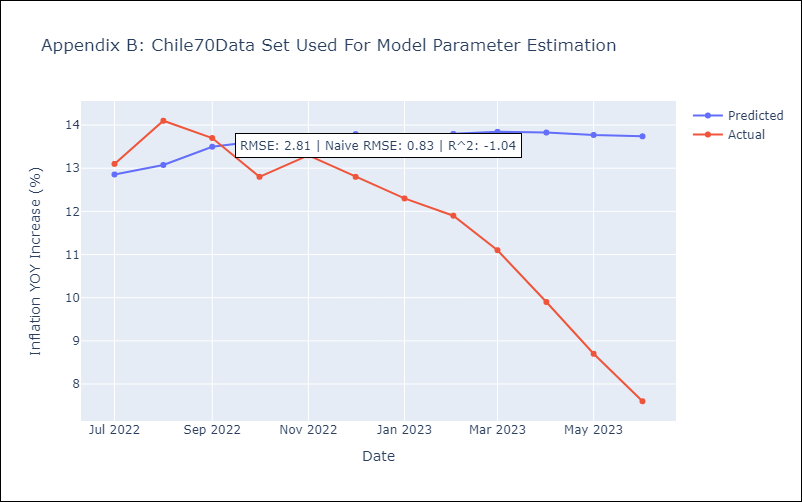 Appendix B: Chile70Data Set Used For Model Parameter Estimation
Predicted
Actual
RMSE: 2.81 | Naive RMSE: 0.83 | R^2: -1.04
Inflation YOY Increase (%)
14
13
12
11
10
9
8
Jul 2022
Sep 2022
Nov 2022
Jan 2023
Mar 2023
May 2023
Date